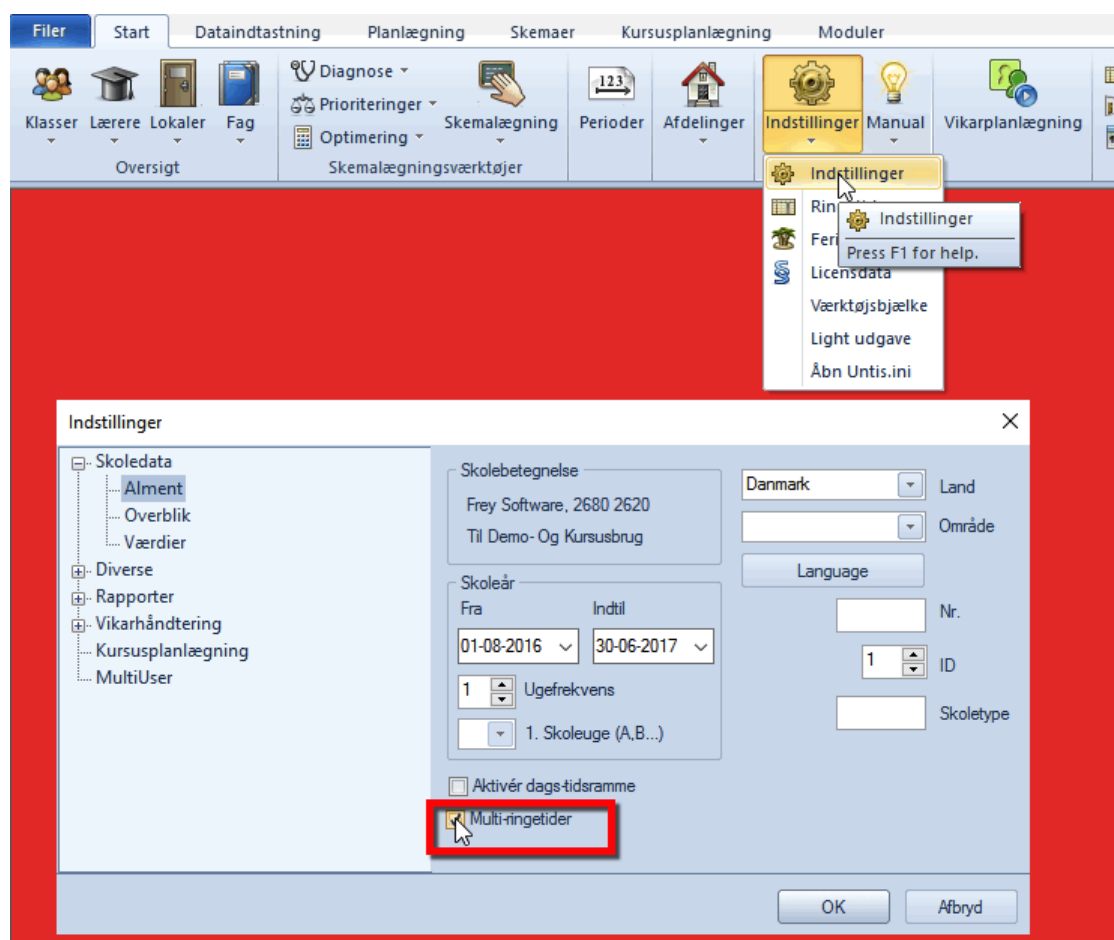 Filer Start Dataindtastning Planlægning Skemaer Kursusplanlægning Moduler
Klasser Lærere Lokaler Fag
Oversigt
Diagnose
Prioriteringer
Optimering
Skemalægning
Skemalægningsværktøjer
Perioder
Afdelinger
Indstillinger
Manual
Vikarplanlægning
Indstillinger
Indstillinger
Press F1 for help.
Licensdata
Værktøjsbjælke
Light udgave
Åbn Untis.ini
Indstillinger
Skoledata
Alment
Overblik
Værdier
Diverse
Rapporter
Vikarhåndtering
Kursusplanlægning
MultiUser
Skolebetegnelse
Frey Software, 2680 2620
Til Demo- Og Kursusbrug
Skoleår
Fra Indtil
01-08-2016 30-06-2017
1 Ugefrekvens
1. Skoleuge (A,B...)
Aktivér dags-tidsramme
Multi-ringetider
Danmark Land
Område
Language
Nr.
1 ID
Skoletype
OK Afbryd